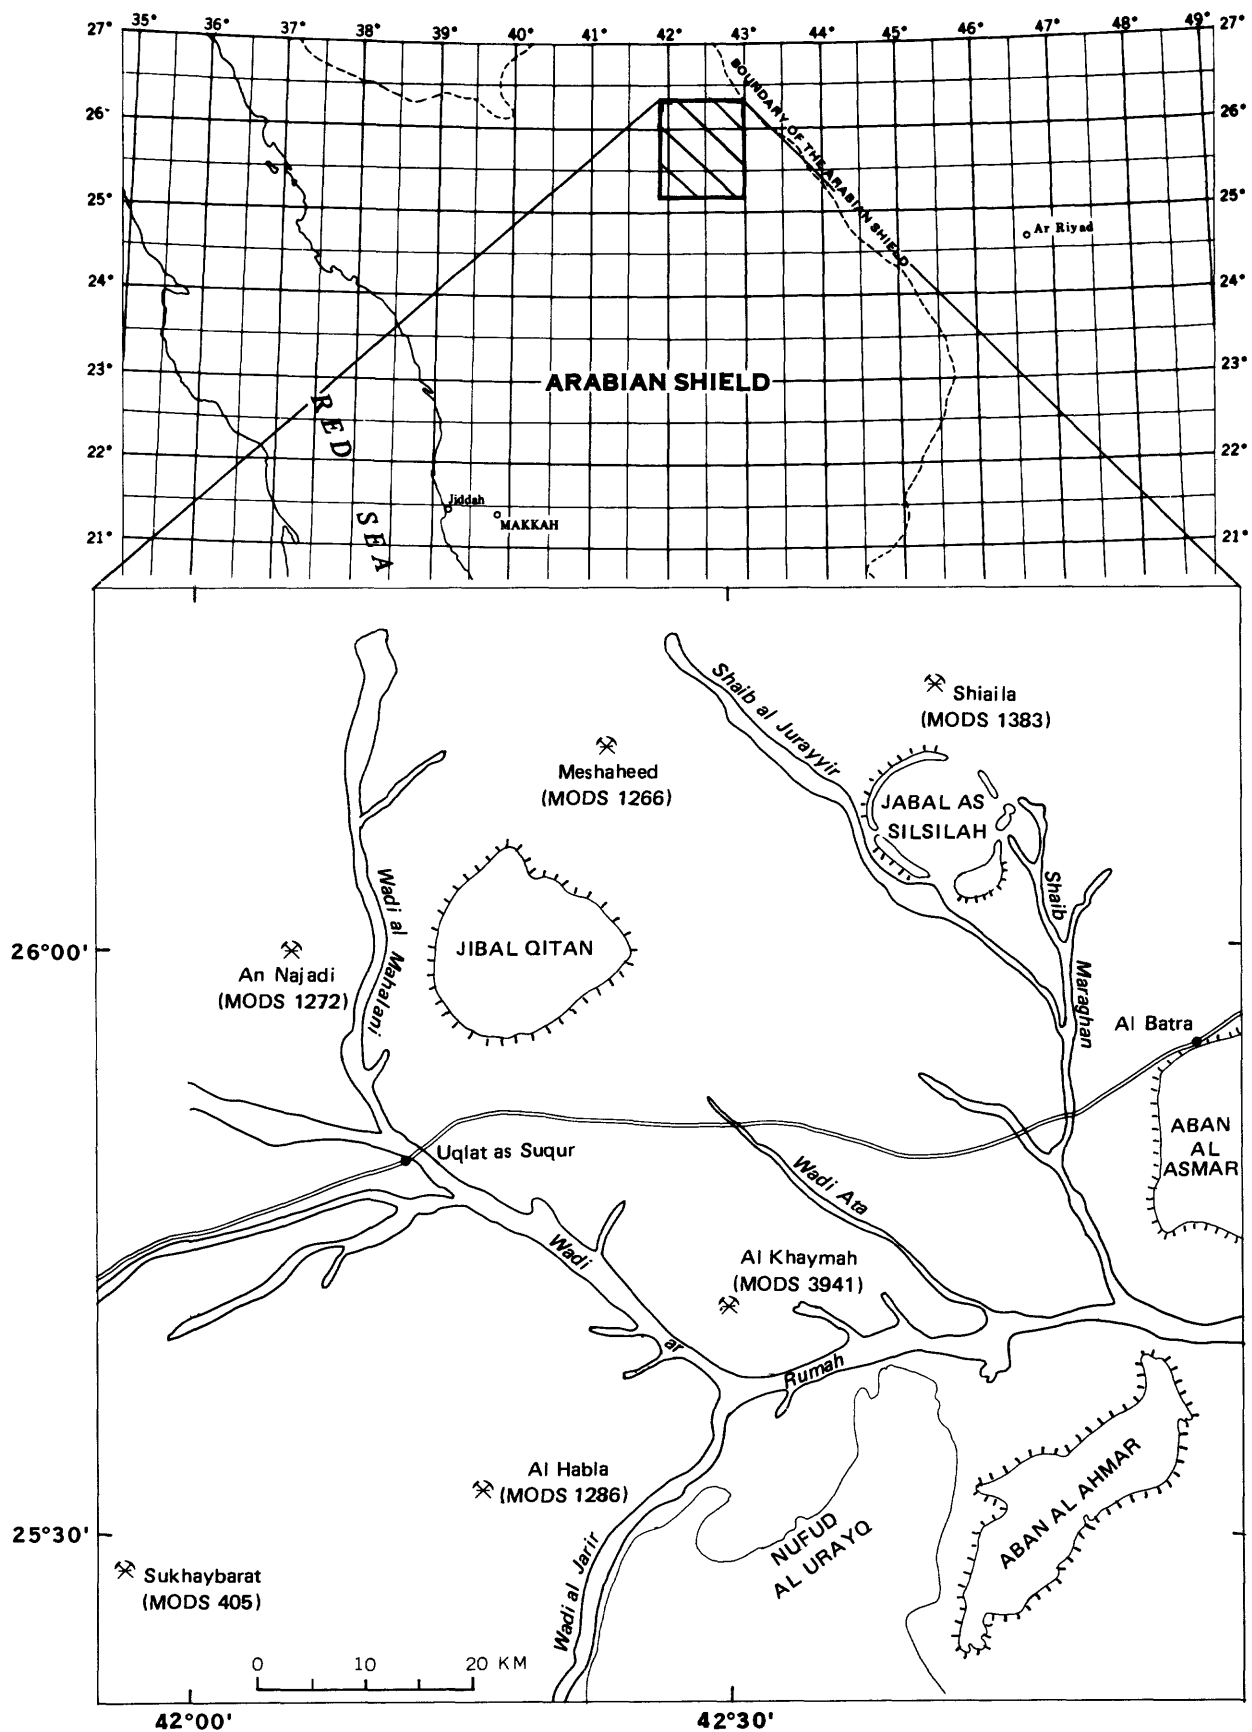 35° 36° 37° 38° 39° 40° 41° 42° 43° 44° 45° 46° 47° 48° 49°
27° 27°
26° 26°
25° 25°
24° 24°
23° 23°
22° 22°
21° 21°
BOUNDARY OF THE ARABIAN SHIELD
Ar Riyad
ARABIAN SHIELD
RED
SEA
Jiddah
MAKKAH
Shaib al Jurayyir
Shiaila
(MODS 1383)
Meshaheed
(MODS 1266)
JABAL AS
SILSILAH
Wadi al Mahalani
Shaib
Maraghan
26°00'
JIBAL QITAN
An Najadi
(MODS 1272)
Al Batra
ABAN
AL
ASMAR
Uqlat as Suqur
Wadi Ata
Wadi
ar
Rumah
Al Khaymah
(MODS 3941)
Al Habla
(MODS 1286)
25°30'
NUFUD
AL URAYQ
ABAN AL AHMAR
Sukhaybarat
(MODS 405)
Wadi al Jarir
0 10 20 KM
42°00' 42°30'